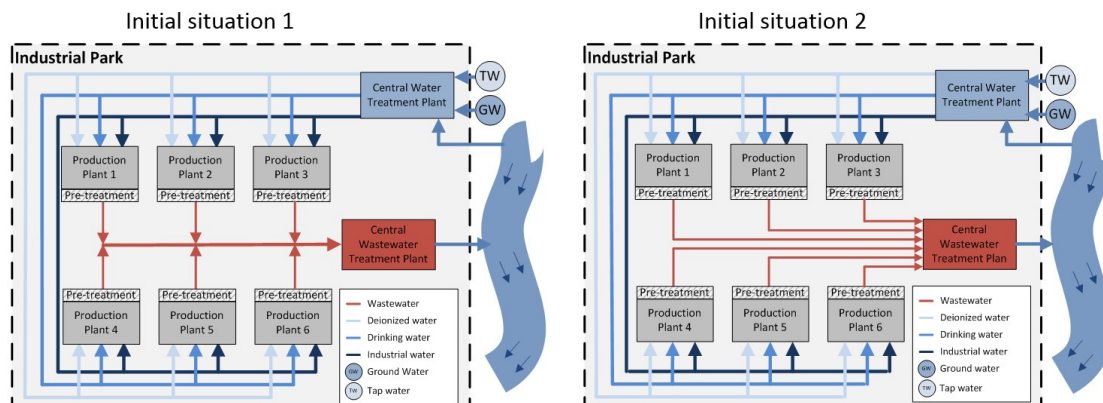 Initial situation 1
Industrial Park
Central Water
Treatment Plant
TW
GW
Production
Plant 1
Pre-treatment
Production
Plant 2
Pre-treatment
Production
Plant 3
Pre-treatment
Central
Wastewater
Treatment Plant
Pre-treatment
Production
Plant 4
Pre-treatment
Production
Plant 5
Pre-treatment
Production
Plant 6
Wastewater
Deionized water
Drinking water
Industrial water
GW Ground Water
TW Tap water
Initial situation 2
Industrial Park
Central Water
Treatment Plant
TW
GW
Production
Plant 1
Pre-treatment
Production
Plant 2
Pre-treatment
Production
Plant 3
Pre-treatment
Central
Wastewater
Treatment Plan
Pre-treatment
Production
Plant 4
Pre-treatment
Production
Plant 5
Pre-treatment
Production
Plant 6
Wastewater
Deionized water
Drinking water
Industrial water
GW Ground Water
TW Tap water